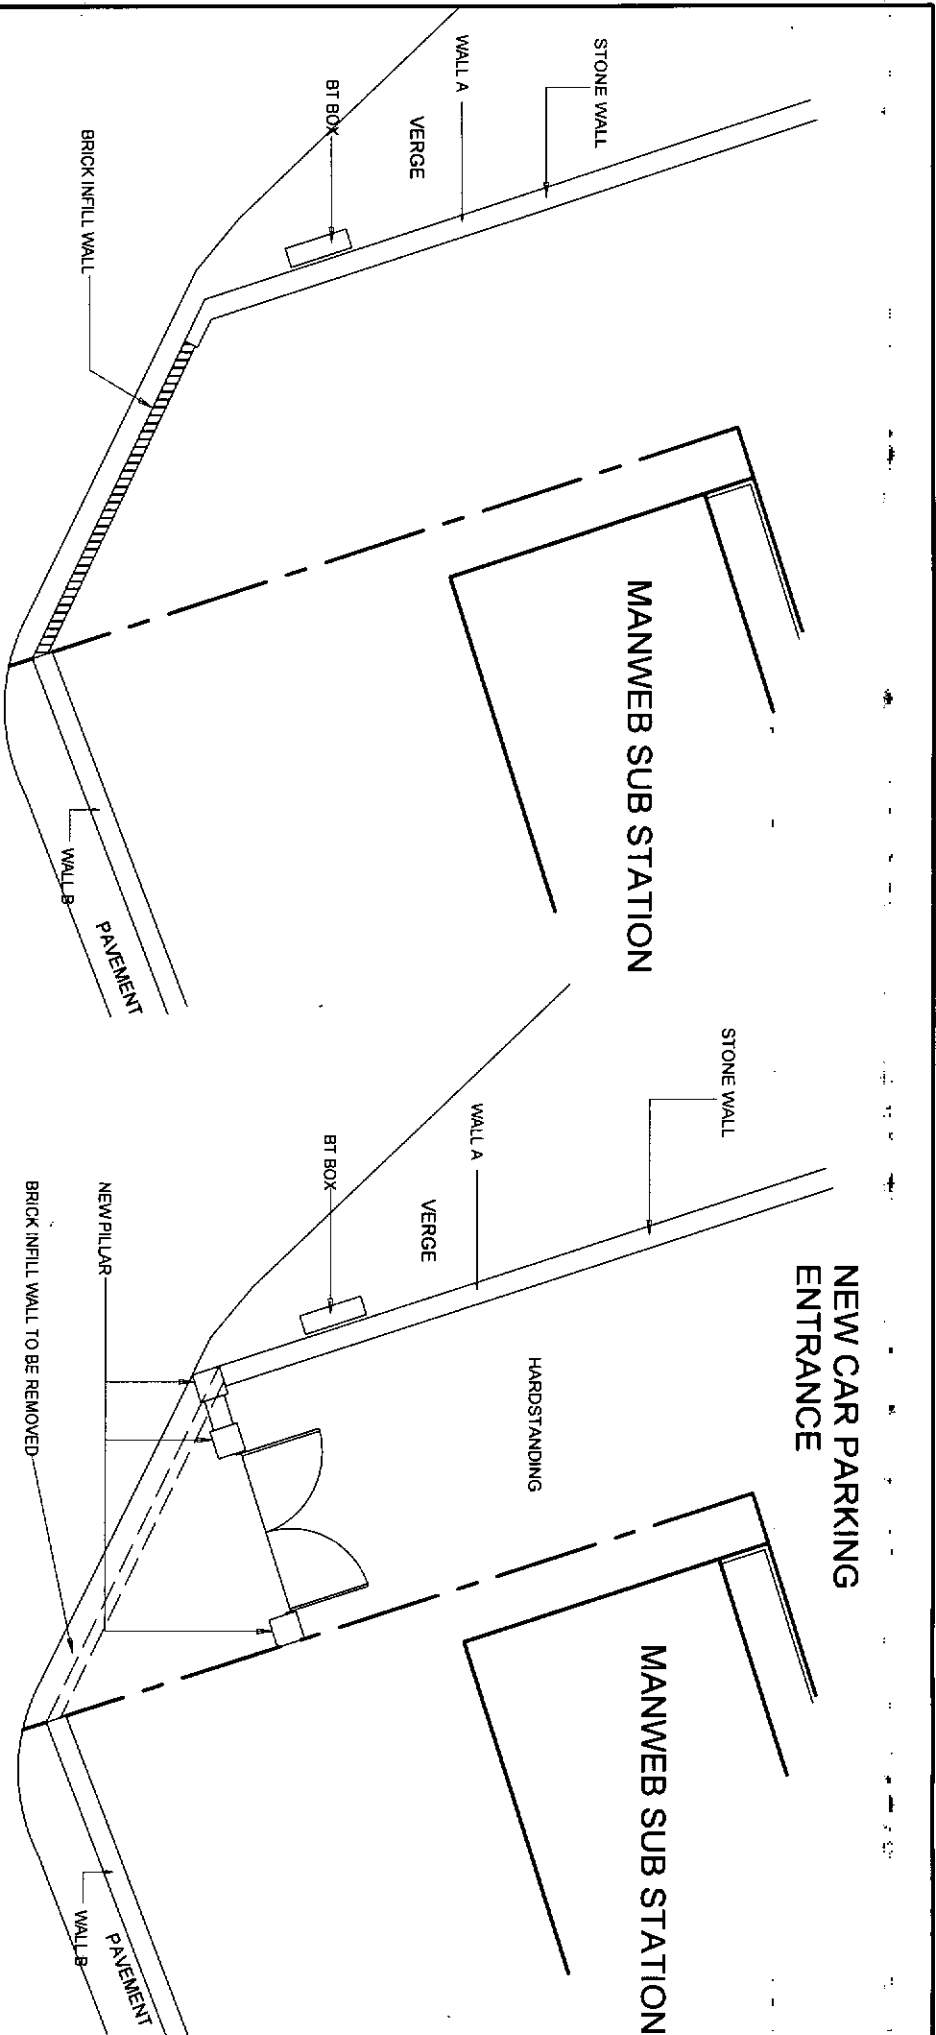 STONE WALL
WALL A
VERGE
BT BOX
BRICK INFILL WALL
MANWEB SUB STATION
WALL B
PAVEMENT
NEW CAR PARKING
ENTRANCE
STONE WALL
WALL A
VERGE
BT BOX
NEW PILLAR
BRICK INFILL WALL TO BE REMOVED
HARDSTANDING
MANWEB SUB STATION
WALL B
PAVEMENT